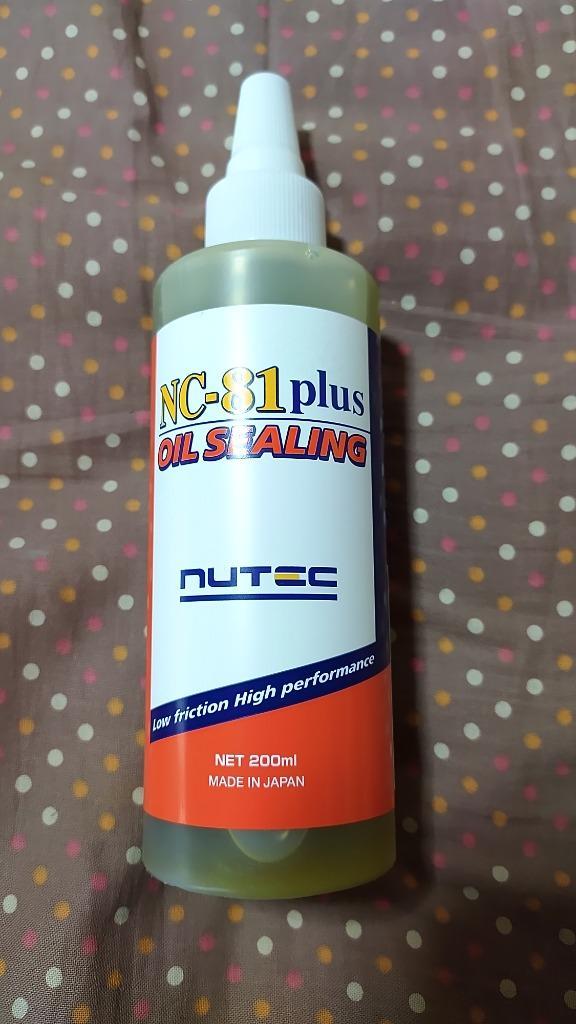 NC-81plus
OIL SEALING
NUTEC
Low friction High performance
NET 200ml
MADE IN JAPAN